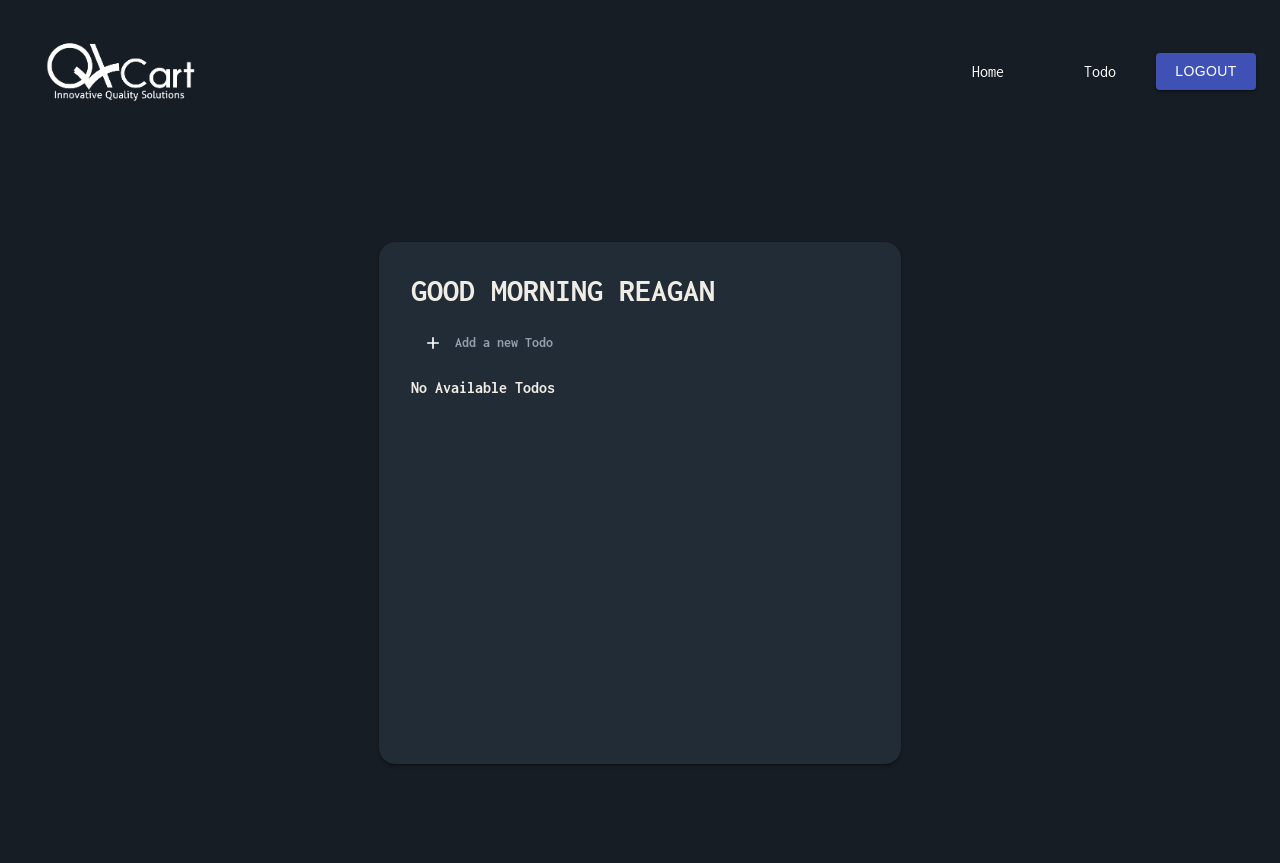 QACart
Innovative Quality Solutions
Home
Todo
LOGOUT
GOOD MORNING REAGAN
Add a new Todo
No Available Todos